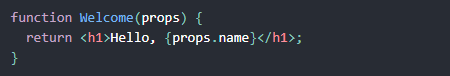 function Welcome(props) {
  return <h1>Hello, {props.name}</h1>;
}